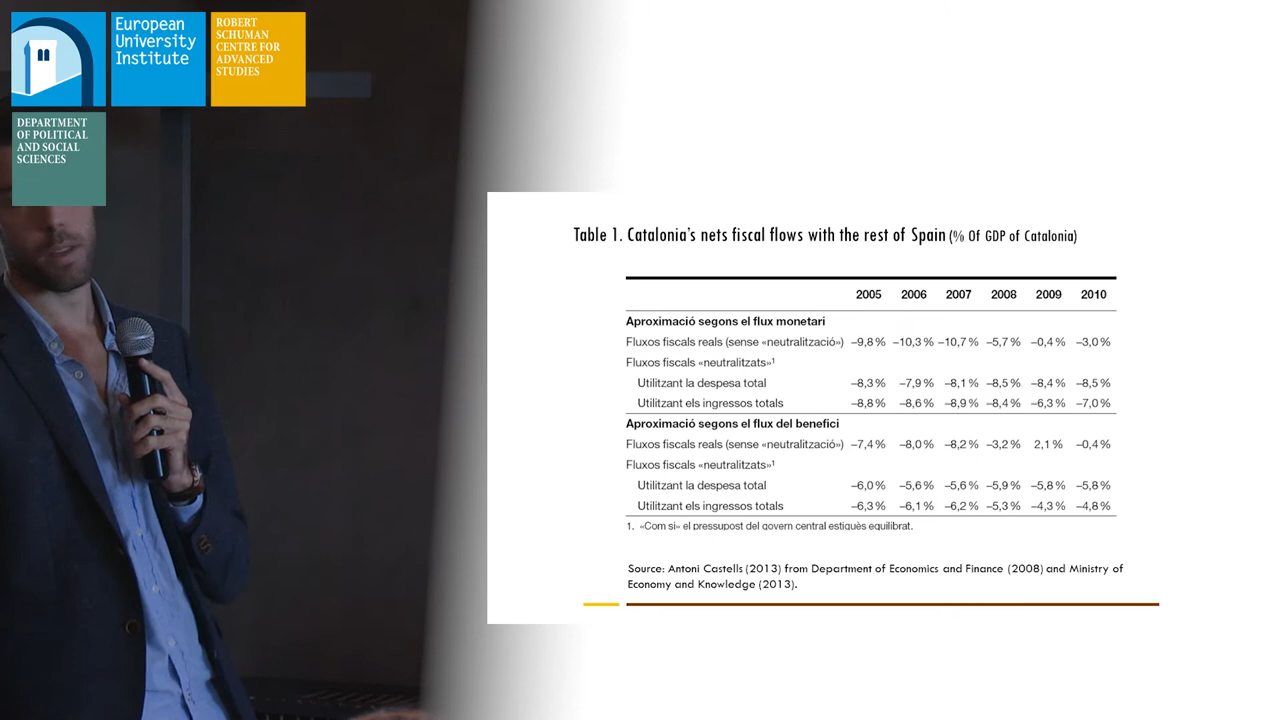 European
University
Institute
ROBERT
SCHUMAN
CENTRE FOR
ADVANCED
STUDIES
DEPARTMENT
OF POLITICAL
AND SOCIAL
SCIENCES
Table 1. Catalonia's nets fiscal flows with the rest of Spain (% Of GDP of Catalonia)
2005 2006 2007 2008 2009 2010
Aproximació segons el flux monetari
Fluxos fiscals reals (sense «neutralització») –9,8 % –10,3 % –10,7 % –5,7 % –0,4 % –3,0 %
Fluxos fiscals «neutralitzats»¹
Utilitzant la despesa total –8,3 % –7,9 % –8,1 % –8,5 % –8,4 % –8,5 %
Utilitzant els ingressos totals –8,8 % –8,6 % –8,9 % –8,4 % –6,3 % –7,0 %
Aproximació segons el flux del benefici
Fluxos fiscals reals (sense «neutralització») –7,4 % –8,0 % –8,2 % –3,2 % 2,1 % –0,4 %
Fluxos fiscals «neutralitzats»¹
Utilitzant la despesa total –6,0 % –5,6 % –5,6 % –5,9 % –5,8 % –5,8 %
Utilitzant els ingressos totals –6,3 % –6,1 % –6,2 % –5,3 % –4,3 % –4,8 %
1. «Com si» el pressupost del govern central estigués equilibrat.
Source: Antoni Castells (2013) from Department of Economics and Finance (2008) and Ministry of
Economy and Knowledge (2013).